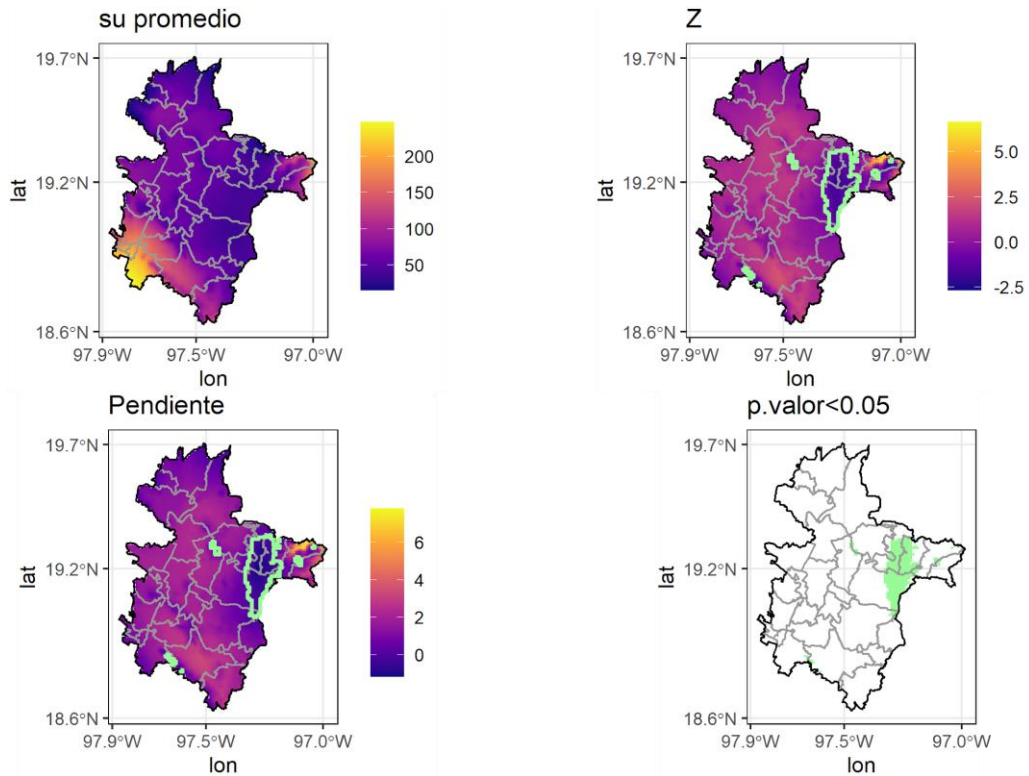 su promedio
19.7°N
19.2°N
18.6°N
lat
97.9°W 97.5°W 97.0°W
lon
200
150
100
50
Z
19.7°N
19.2°N
18.6°N
lat
97.9°W 97.5°W 97.0°W
lon
5.0
2.5
0.0
-2.5
Pendiente
19.7°N
19.2°N
18.6°N
lat
97.9°W 97.5°W 97.0°W
lon
6
4
2
0
p.valor<0.05
19.7°N
19.2°N
18.6°N
lat
97.9°W 97.5°W 97.0°W
lon